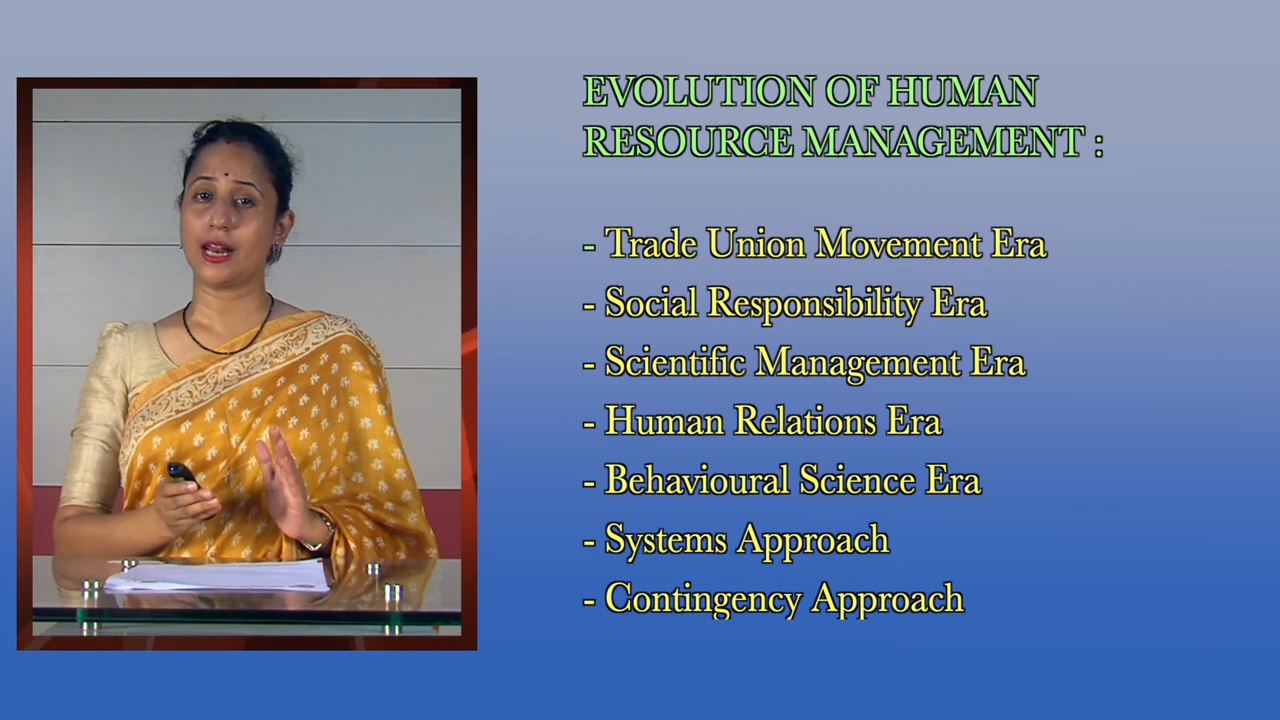 EVOLUTION OF HUMAN
RESOURCE MANAGEMENT :
- Trade Union Movement Era
- Social Responsibility Era
- Scientific Management Era
- Human Relations Era
- Behavioural Science Era
- Systems Approach
- Contingency Approach